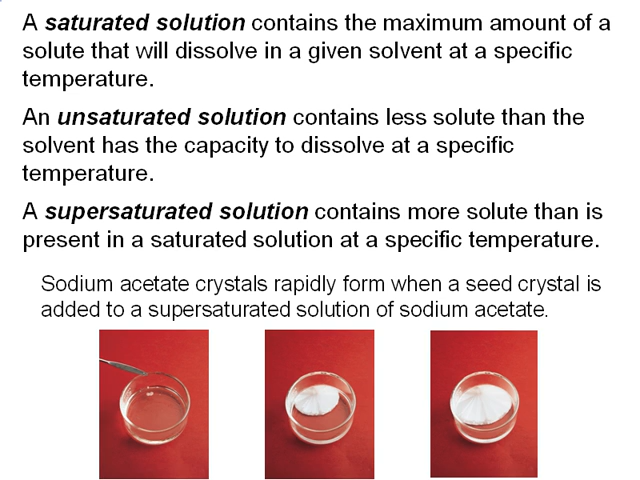 A saturated solution contains the maximum amount of a
solute that will dissolve in a given solvent at a specific
temperature.
An unsaturated solution contains less solute than the
solvent has the capacity to dissolve at a specific
temperature.
A supersaturated solution contains more solute than is
present in a saturated solution at a specific temperature.
Sodium acetate crystals rapidly form when a seed crystal is
added to a supersaturated solution of sodium acetate.